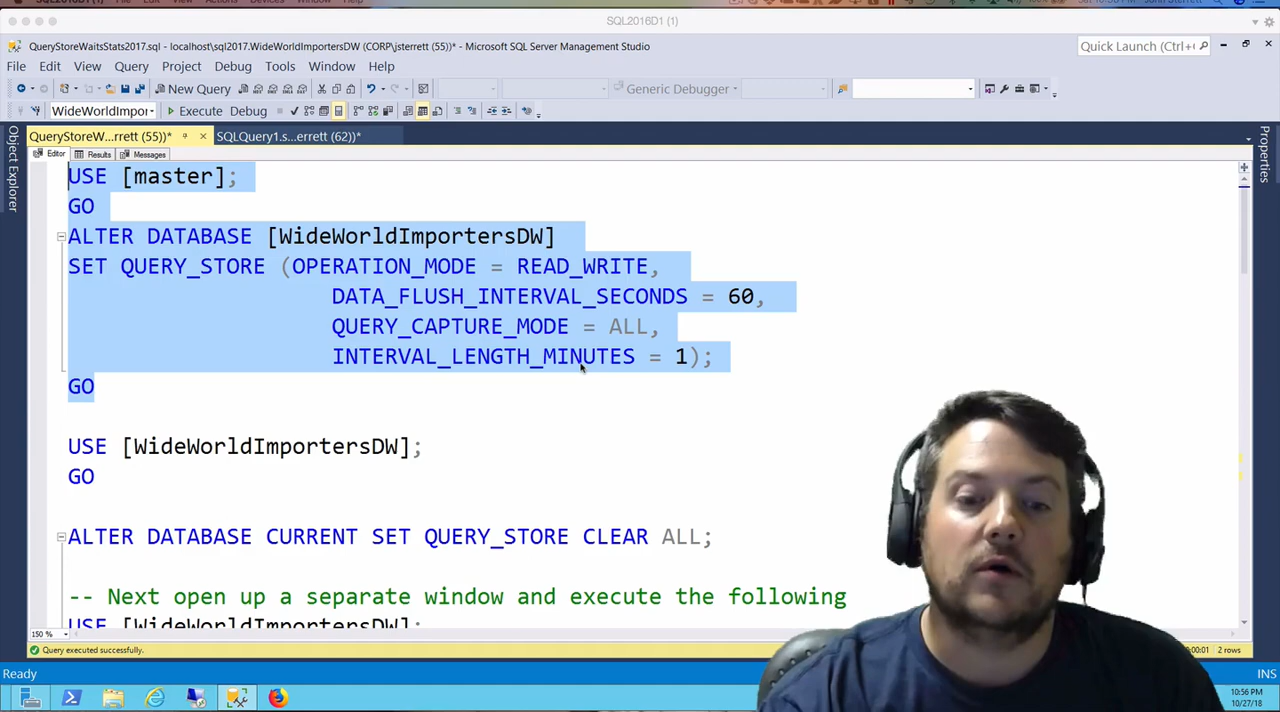 SQL2016D1 (1)
QueryStoreWaitsStats2017.sql - localhost\sql2017.WideWorldImportersDW (CORP\jsterrett (55))* - Microsoft SQL Server Management Studio
Quick Launch (Ctrl+
File Edit View Query Project Debug Tools Window Help
New Query
Generic Debugger
WideWorldImpor
Execute Debug
QueryStoreW...rrett (55))*
SQLQuery1.s...errett (62))*
Object Explorer
Properties
Editor Results Messages
USE [master];
GO
ALTER DATABASE [WideWorldImportersDW]
SET QUERY_STORE (OPERATION_MODE = READ_WRITE,
DATA_FLUSH_INTERVAL_SECONDS = 60,
QUERY_CAPTURE_MODE = ALL,
INTERVAL_LENGTH_MINUTES = 1);
GO
USE [WideWorldImportersDW];
GO
ALTER DATABASE CURRENT SET QUERY_STORE CLEAR ALL;
-- Next open up a separate window and execute the following
USE [WideWorldImportersDW];
150 %
Query executed successfully.
:00:01 2 rows
Ready
INS
10:56 PM
10/27/18